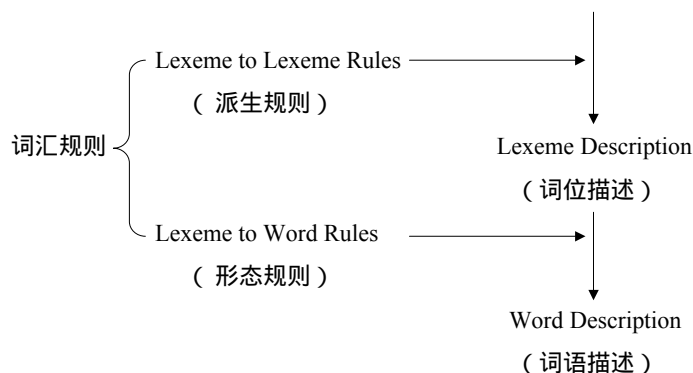 Lexeme to Lexeme Rules
（ 派生规则 ）
词汇规则
Lexeme Description
（词位描述）
Lexeme to Word Rules
（ 形态规则 ）
Word Description
（词语描述）